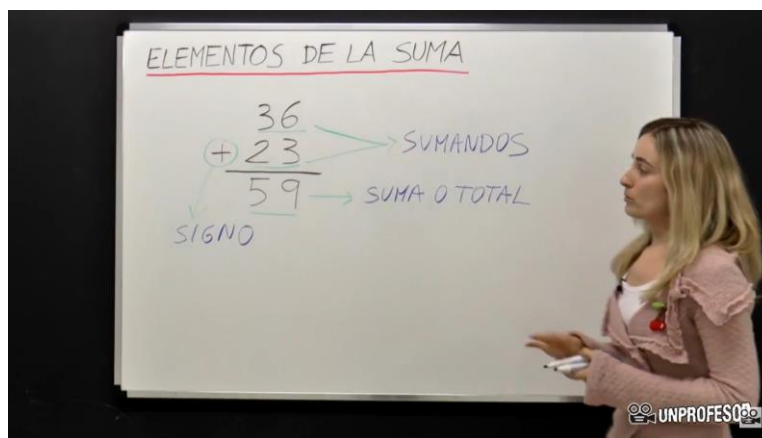 ELEMENTOS DE LA SUMA
36
+ 23 SUMANDOS
59 SUMA O TOTAL
SIGNO
UNPROFESOR